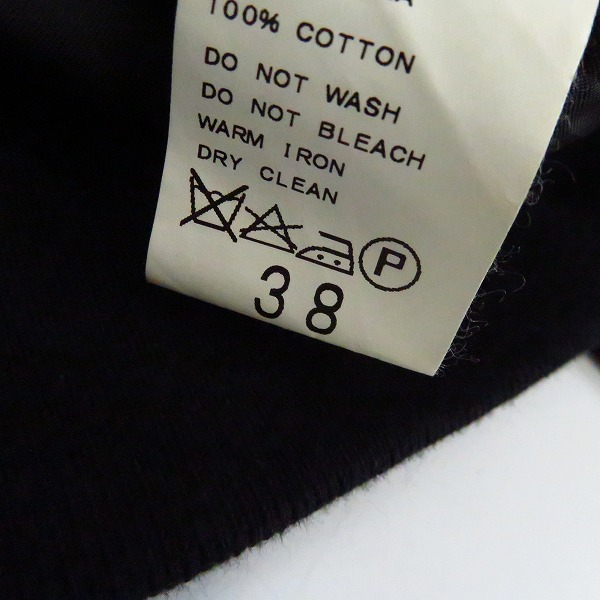 100% COTTON
DO NOT WASH
DO NOT BLEACH
WARM IRON
DRY CLEAN
P
38